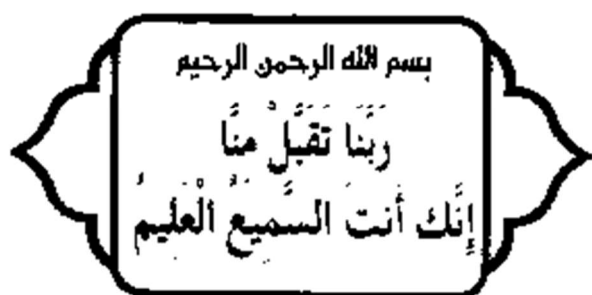 بسم الله الرحمن الرحيم
رَبَّنَا تَقَبَّلْ مِنَّا
إِنَّكَ أَنتَ السَّمِيعُ الْعَلِيمُ